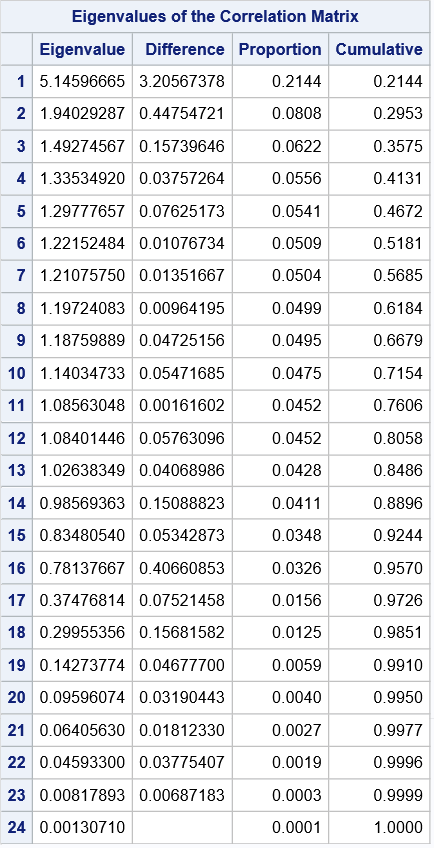 Eigenvalues of the Correlation Matrix
Eigenvalue Difference Proportion Cumulative
1 5.14596665 3.20567378 0.2144 0.2144
2 1.94029287 0.44754721 0.0808 0.2953
3 1.49274567 0.15739646 0.0622 0.3575
4 1.33534920 0.03757264 0.0556 0.4131
5 1.29777657 0.07625173 0.0541 0.4672
6 1.22152484 0.01076734 0.0509 0.5181
7 1.21075750 0.01351667 0.0504 0.5685
8 1.19724083 0.00964195 0.0499 0.6184
9 1.18759889 0.04725156 0.0495 0.6679
10 1.14034733 0.05471685 0.0475 0.7154
11 1.08563048 0.00161602 0.0452 0.7606
12 1.08401446 0.05763096 0.0452 0.8058
13 1.02638349 0.04068986 0.0428 0.8486
14 0.98569363 0.15088823 0.0411 0.8896
15 0.83480540 0.05342873 0.0348 0.9244
16 0.78137667 0.40660853 0.0326 0.9570
17 0.37476814 0.07521458 0.0156 0.9726
18 0.29955356 0.15681582 0.0125 0.9851
19 0.14273774 0.04677700 0.0059 0.9910
20 0.09596074 0.03190443 0.0040 0.9950
21 0.06405630 0.01812330 0.0027 0.9977
22 0.04593300 0.03775407 0.0019 0.9996
23 0.00817893 0.00687183 0.0003 0.9999
24 0.00130710 0.0001 1.0000